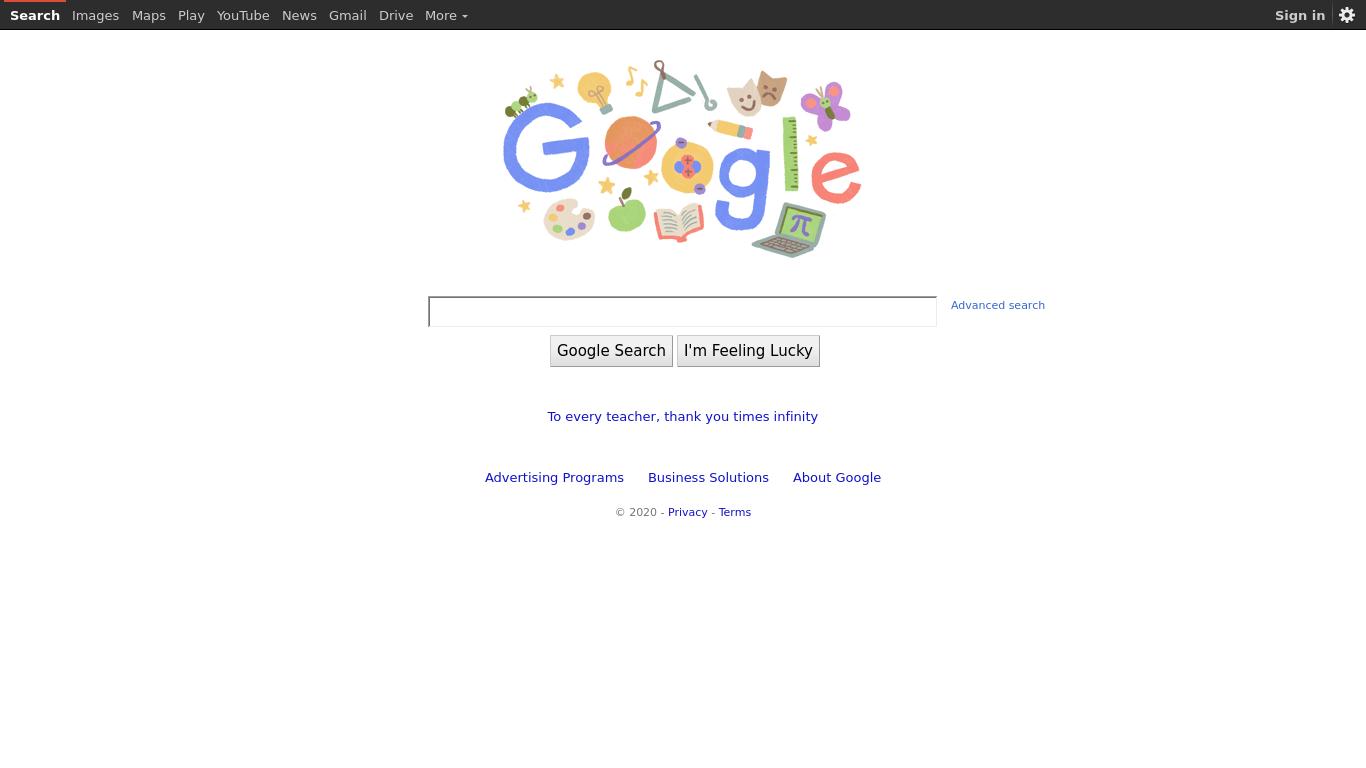 Search Images Maps Play YouTube News Gmail Drive More Sign in
Google
π
Advanced search
Google Search I'm Feeling Lucky
To every teacher, thank you times infinity
Advertising Programs Business Solutions About Google
© 2020 - Privacy - Terms